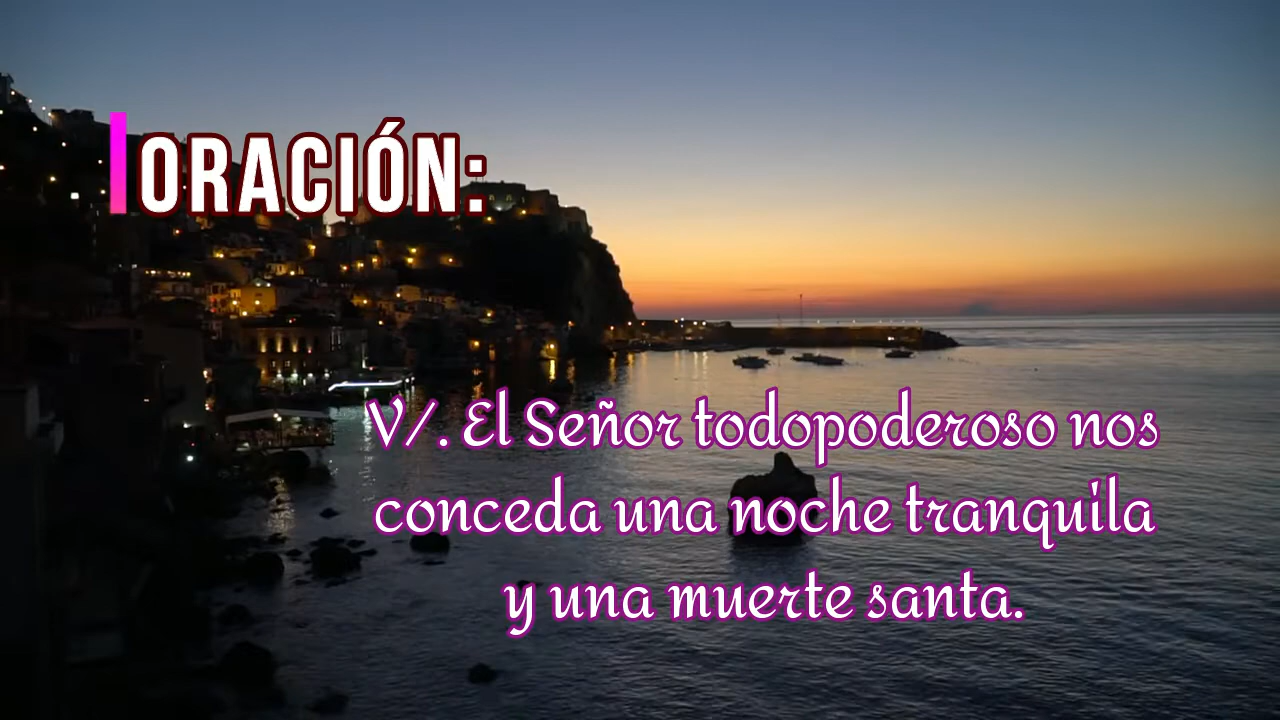 ORACIÓN:
V/. El Señor todopoderoso nos
conceda una noche tranquila
y una muerte santa.